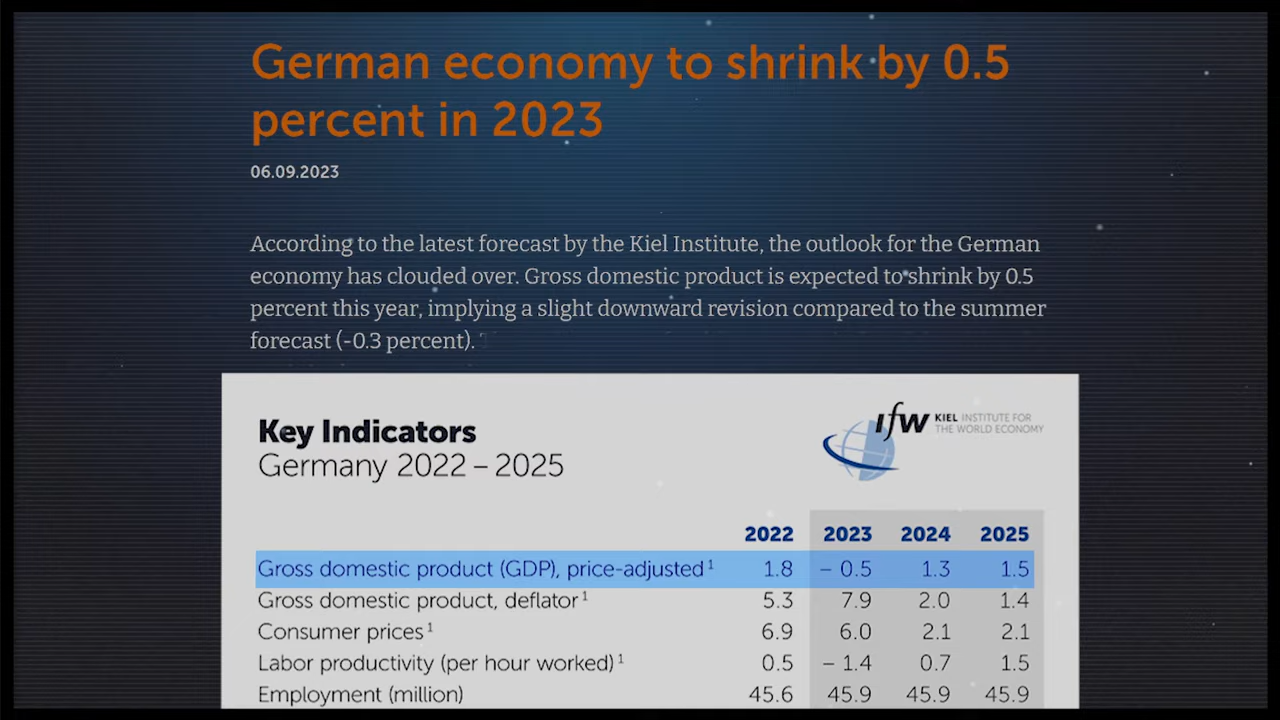 German economy to shrink by 0.5
percent in 2023
06.09.2023
According to the latest forecast by the Kiel Institute, the outlook for the German
economy has clouded over. Gross domestic product is expected to shrink by 0.5
percent this year, implying a slight downward revision compared to the summer
forecast (-0.3 percent).
Key Indicators
Germany 2022 – 2025
ifW KIEL INSTITUTE FOR
THE WORLD ECONOMY
2022 2023 2024 2025
Gross domestic product (GDP), price-adjusted ¹ 1.8 – 0.5 1.3 1.5
Gross domestic product, deflator ¹ 5.3 7.9 2.0 1.4
Consumer prices ¹ 6.9 6.0 2.1 2.1
Labor productivity (per hour worked) ¹ 0.5 – 1.4 0.7 1.5
Employment (million) 45.6 45.9 45.9 45.9